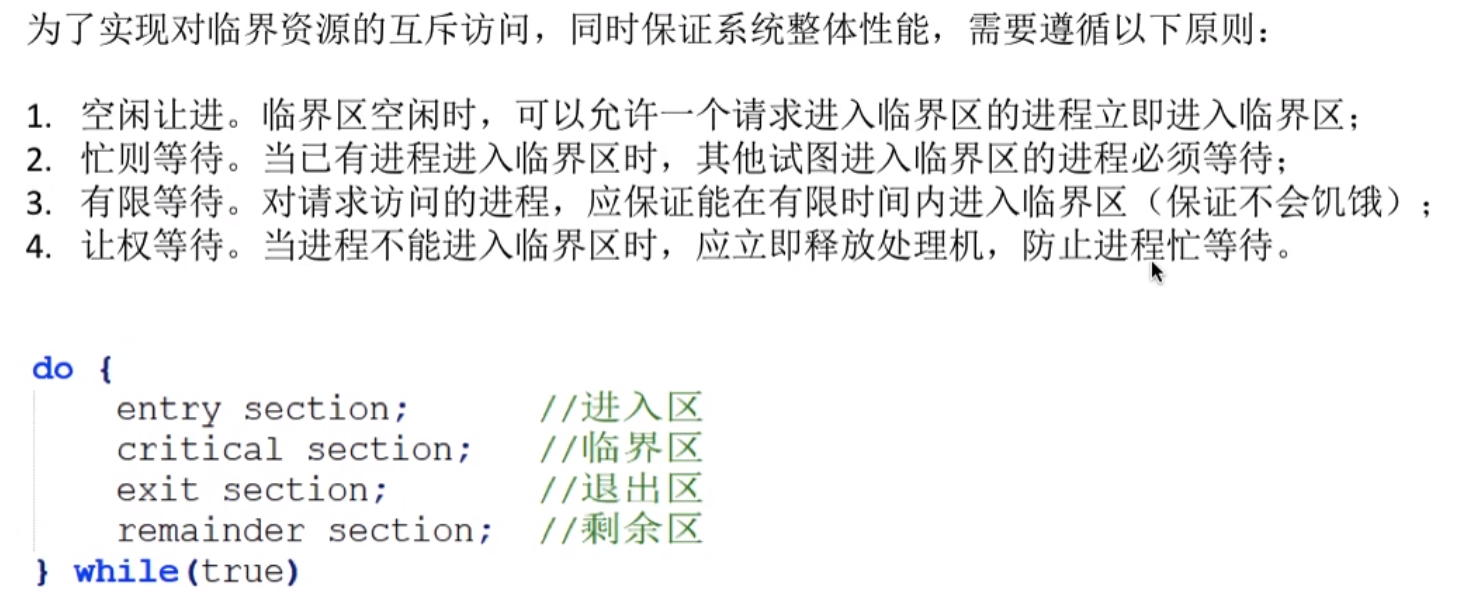 为了实现对临界资源的互斥访问，同时保证系统整体性能，需要遵循以下原则：
1. 空闲让进。临界区空闲时，可以允许一个请求进入临界区的进程立即进入临界区；
2. 忙则等待。当已有进程进入临界区时，其他试图进入临界区的进程必须等待；
3. 有限等待。对请求访问的进程，应保证能在有限时间内进入临界区（保证不会饥饿）；
4. 让权等待。当进程不能进入临界区时，应立即释放处理机，防止进程忙等待。
do {
entry section; //进入区
critical section; //临界区
exit section; //退出区
remainder section; //剩余区
} while(true)